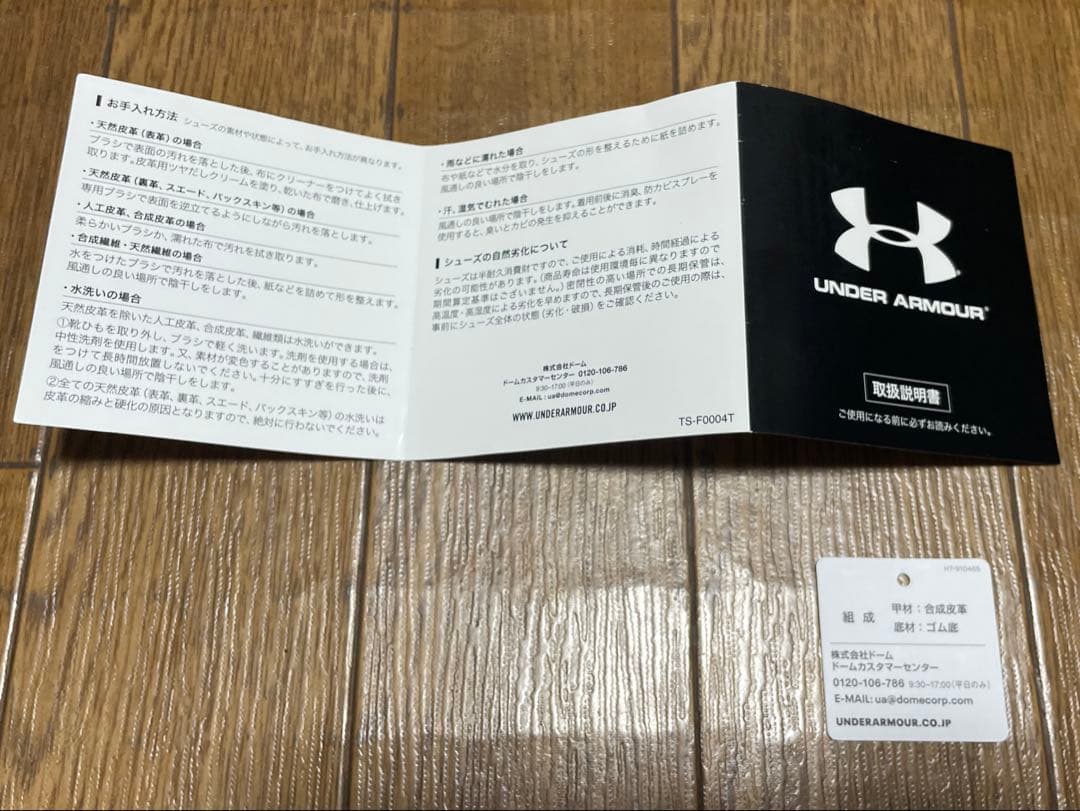 お手入れ方法 シューズの素材や状態によって、お手入れ方法が異なります。
・天然皮革(表革)の場合
ブラシで表面の汚れを落とした後、布にクリーナーをつけてよく拭き
取ります。皮革用ツヤだしクリームを塗り、乾いた布で磨き、仕上げます。
・天然皮革(裏革、スエード、バックスキン等)の場合
専用ブラシで表面を逆立てるようにしながら汚れを落とします。
・人工皮革、合成皮革の場合
柔らかいブラシか、濡れた布で汚れを拭き取ります。
・合成繊維・天然繊維の場合
水をつけたブラシで汚れを落とした後、紙などを詰めて形を整えます。
風通しの良い場所で陰干しをします。
・水洗いの場合
天然皮革を除いた人工皮革、合成皮革、繊維類は水洗いができます。
①靴ひもを取り外し、ブラシで軽く洗います。洗剤を使用する場合は、
中性洗剤を使用します。又、素材が変色することがありますので、洗剤
をつけて長時間放置しないでください。十分にすすぎを行った後に、
風通しの良い場所で陰干しをします。
②全ての天然皮革(表革、裏革、スエード、バックスキン等)の水洗いは
皮革の縮みと硬化の原因となりますので、絶対に行わないでください。
・雨などに濡れた場合
布や紙などで水分を取り、シューズの形を整えるために紙を詰めます。
風通しの良い場所で陰干しをします。
・汗、湿気でむれた場合
風通しの良い場所で陰干しをします。着用前後に消臭、防カビスプレーを
使用すると、臭いとカビの発生を抑えることができます。
シューズの自然劣化について
シューズは半耐久消費財ですので、ご使用による消耗、時間経過による
劣化の可能性があります。(商品寿命は使用環境毎に異なりますので
期間算定基準はございません。)密閉性の高い場所での長期保管は、
高温度・高湿度による劣化を早めますので、長期保管後のご使用の際は、
事前にシューズ全体の状態(劣化・破損)をご確認ください。
株式会社ドーム
ドームカスタマーセンター 0120-106-786
9:30~17:00(平日のみ)
E-MAIL : ua@domecorp.com
WWW.UNDERARMOUR.CO.JP
TS-F0004T
UNDER ARMOUR®
取扱説明書
ご使用になる前に必ずお読みください。
H7-910465
組成 甲材：合成皮革
底材：ゴム底
株式会社ドーム
ドームカスタマーセンター
0120-106-786 9:30~17:00(平日のみ)
E-MAIL: ua@domecorp.com
UNDERARMOUR.CO.JP